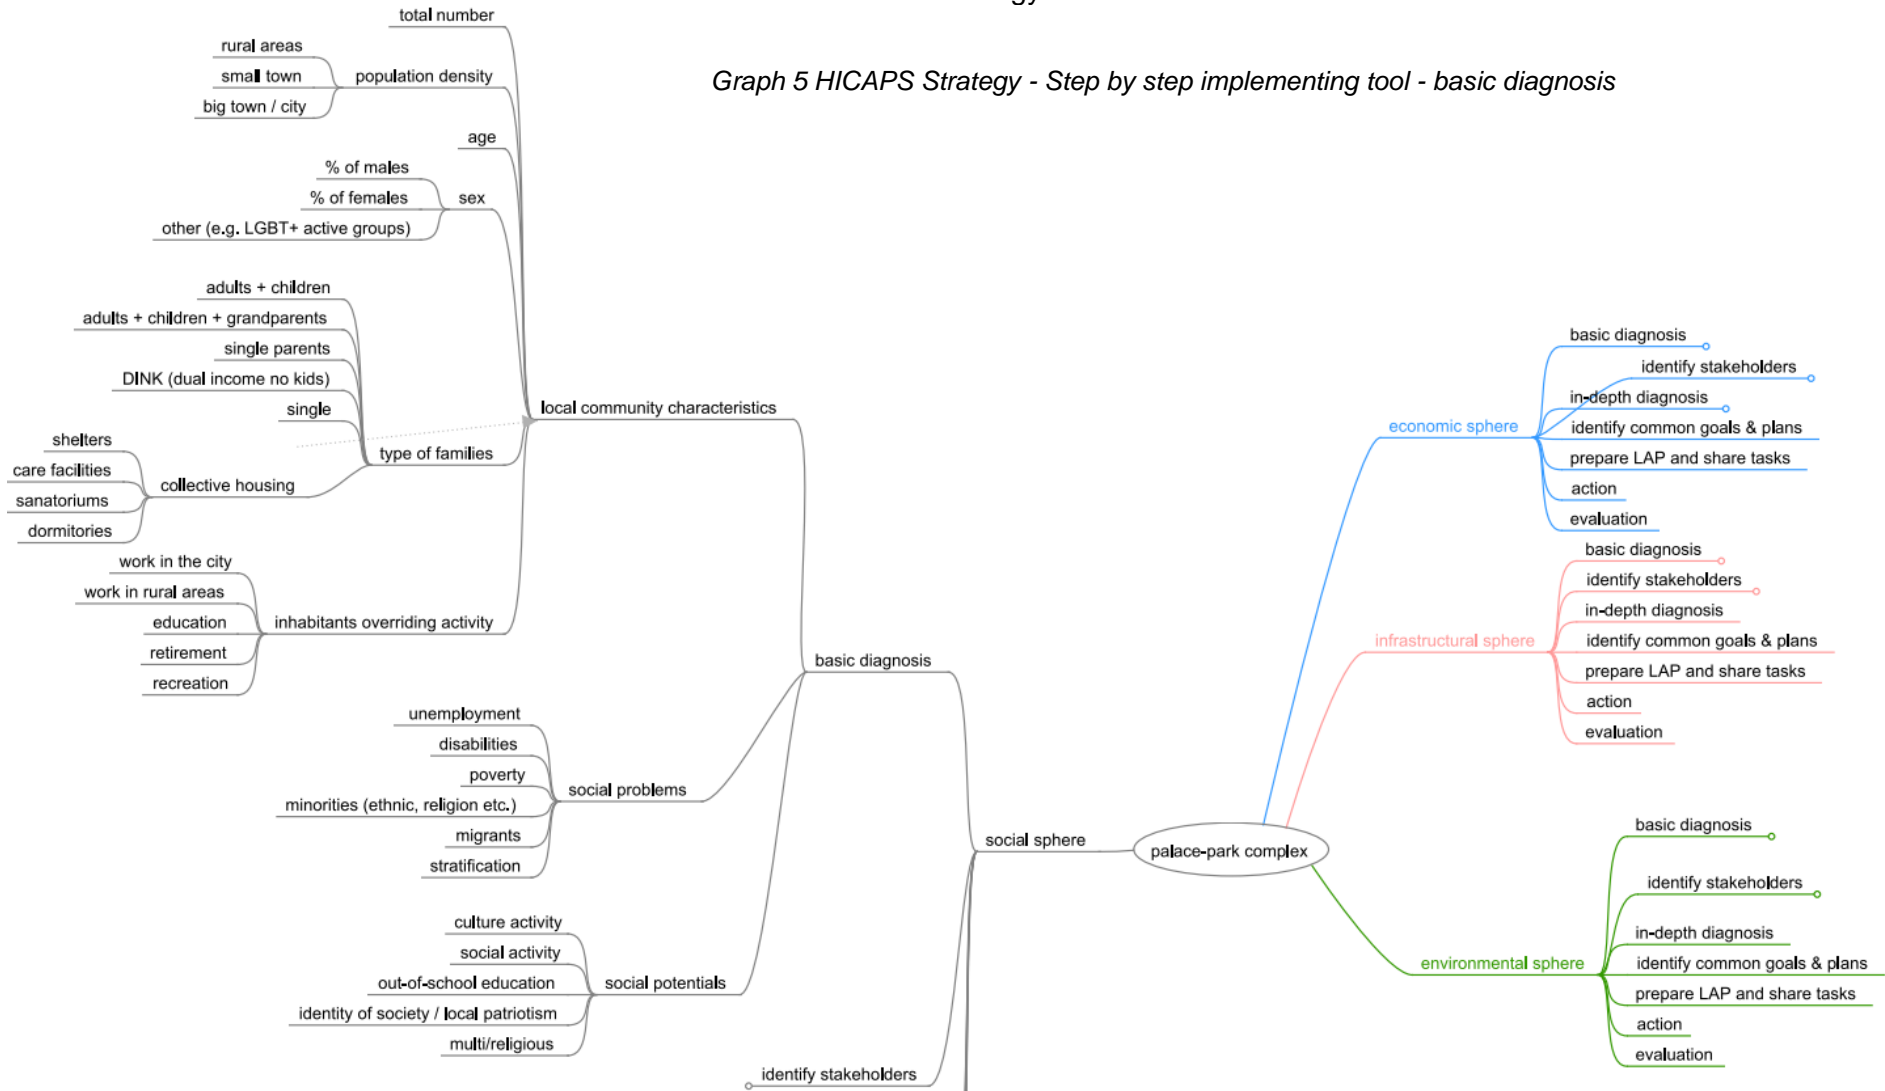 total number
rural areas
small town
big town / city
population density
Graph 5 HICAPS Strategy - Step by step implementing tool - basic diagnosis
age
% of males
% of females
other (e.g. LGBT+ active groups)
sex
adults + children
adults + children + grandparents
single parents
DINK (dual income no kids)
single
shelters
care facilities
sanatoriums
dormitories
collective housing
type of families
local community characteristics
work in the city
work in rural areas
education
retirement
recreation
inhabitants overriding activity
basic diagnosis
unemployment
disabilities
poverty
minorities (ethnic, religion etc.)
migrants
stratification
social problems
culture activity
social activity
out-of-school education
identity of society / local patriotism
multi/religious
social potentials
identify stakeholders
social sphere
palace-park complex
economic sphere
basic diagnosis
identify stakeholders
in-depth diagnosis
identify common goals & plans
prepare LAP and share tasks
action
evaluation
infrastructural sphere
basic diagnosis
identify stakeholders
in-depth diagnosis
identify common goals & plans
prepare LAP and share tasks
action
evaluation
environmental sphere
basic diagnosis
identify stakeholders
in-depth diagnosis
identify common goals & plans
prepare LAP and share tasks
action
evaluation